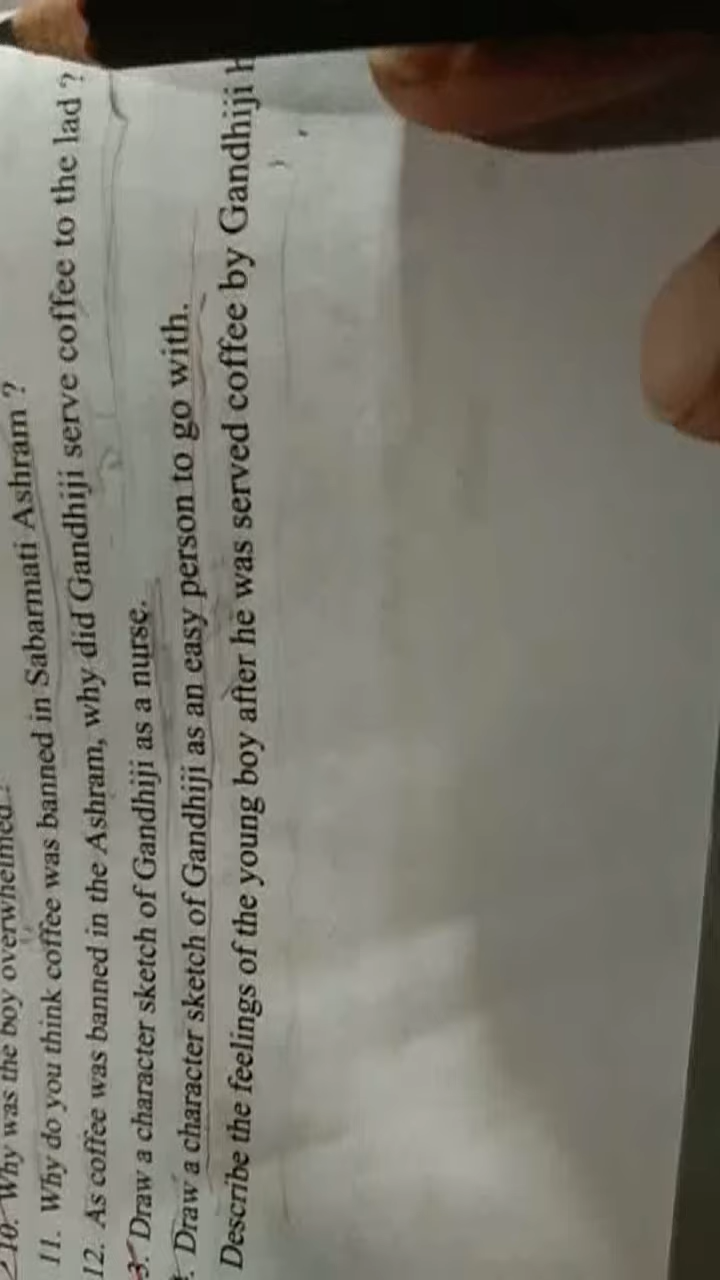 10. Why was the boy overwhelmed
11. Why do you think coffee was banned in Sabarmati Ashram ?
12. As coffee was banned in the Ashram, why did Gandhiji serve coffee to the lad ?
3. Draw a character sketch of Gandhiji as a nurse.
. Draw a character sketch of Gandhiji as an easy person to go with.
Describe the feelings of the young boy after he was served coffee by Gandhiji